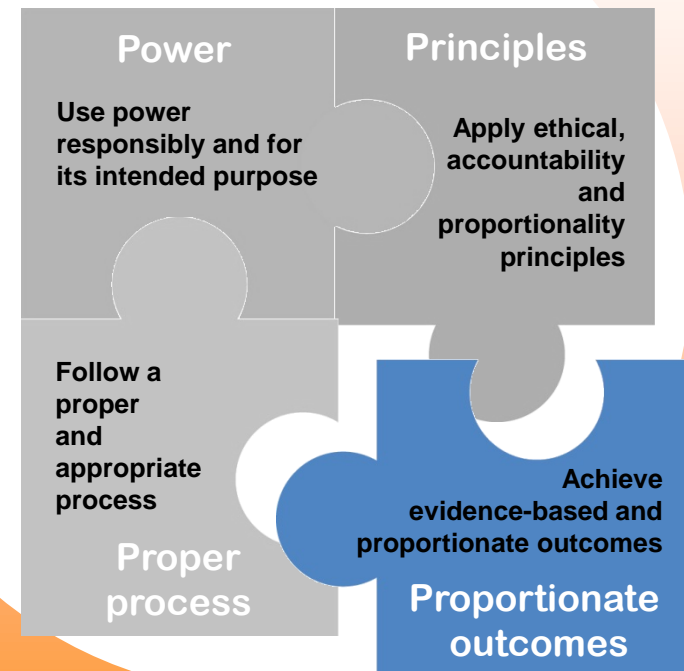 Power
Use power
responsibly and for
its intended purpose
Principles
Apply ethical,
accountability
and
proportionality
principles
Follow a
proper
and
appropriate
process
Proper
process
Achieve
evidence-based and
proportionate outcomes
Proportionate
outcomes